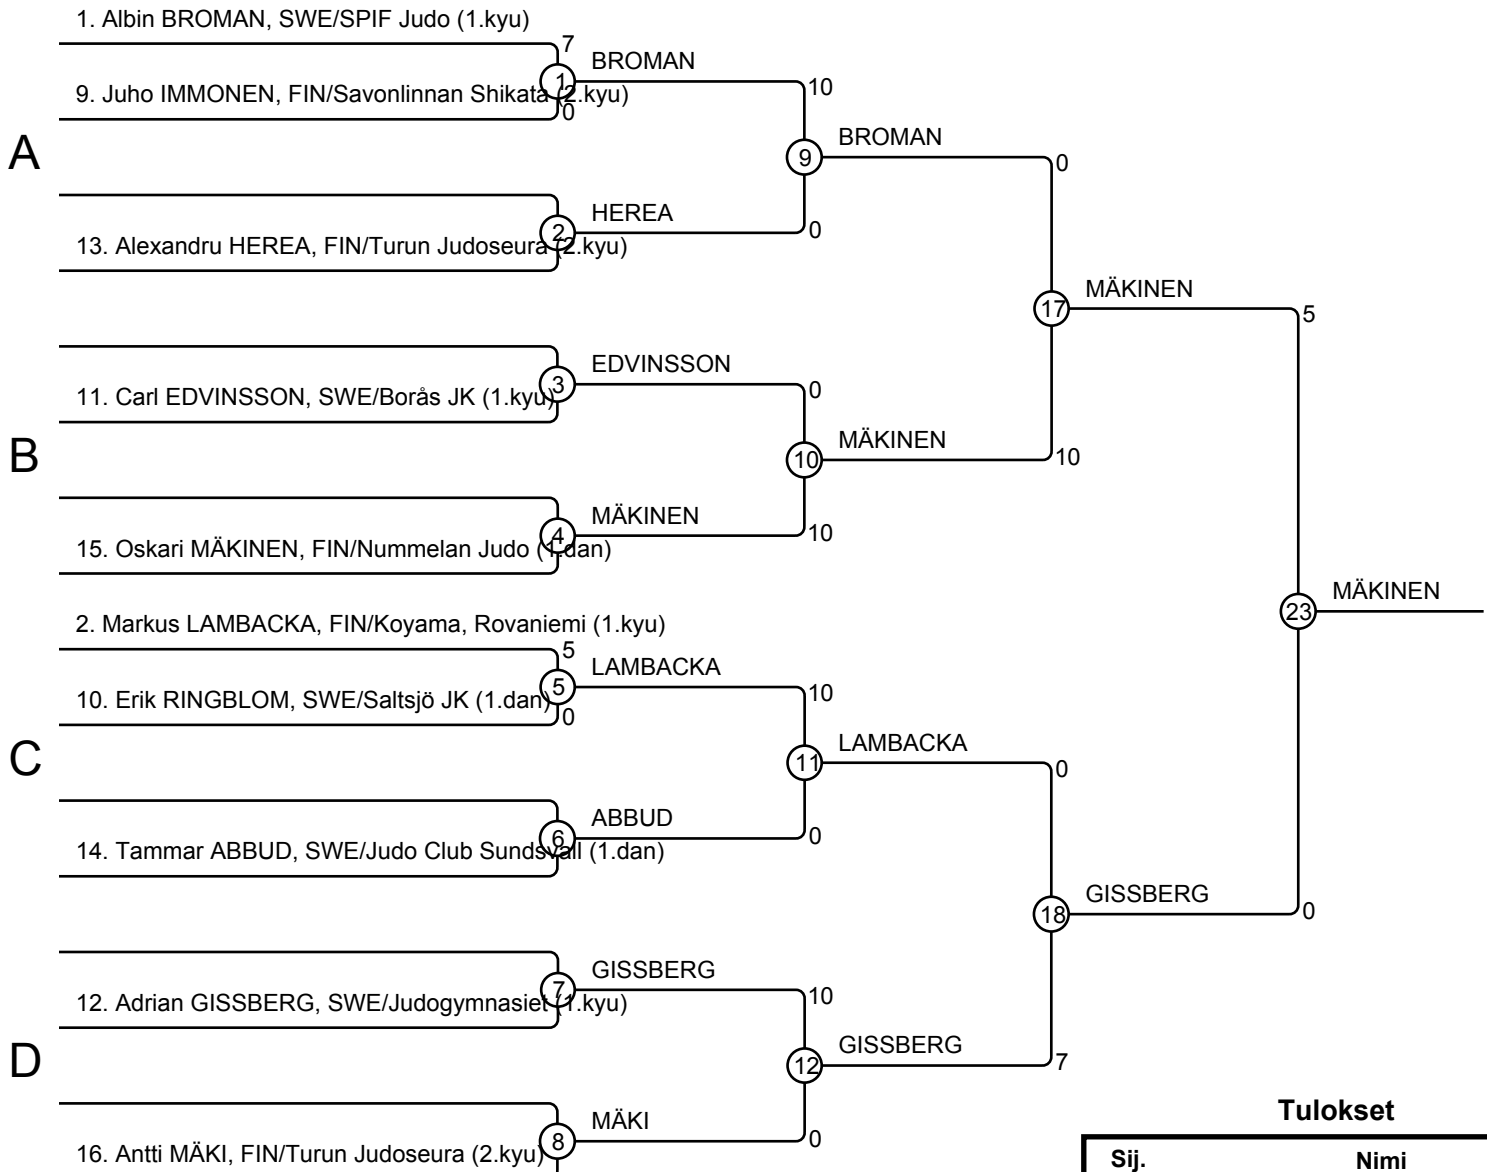 1. Albin BROMAN, SWE/SPIF Judo (1.kyu)
7
BROMAN
1
10
9. Juho IMMONEN, FIN/Savonlinnan Shikata (2.kyu)
0
A
BROMAN
9
0
HEREA
2
0
13. Alexandru HEREA, FIN/Turun Judoseura (2.kyu)
MÄKINEN
17
5
EDVINSSON
3
0
11. Carl EDVINSSON, SWE/Borås JK (1.kyu)
B
MÄKINEN
10
10
MÄKINEN
4
10
15. Oskari MÄKINEN, FIN/Nummelan Judo (1.dan)
MÄKINEN
23
2. Markus LAMBACKA, FIN/Koyama, Rovaniemi (1.kyu)
5
LAMBACKA
5
10
10. Erik RINGBLOM, SWE/Saltsjö JK (1.dan)
0
C
LAMBACKA
11
0
ABBUD
6
0
14. Tammar ABBUD, SWE/Judo Club Sundsvall (1.dan)
GISSBERG
18
0
GISSBERG
7
10
12. Adrian GISSBERG, SWE/Judogymnasiet (1.kyu)
D
GISSBERG
12
7
MÄKI
8
0
16. Antti MÄKI, FIN/Turun Judoseura (2.kyu)
Tulokset
Sij. Nimi